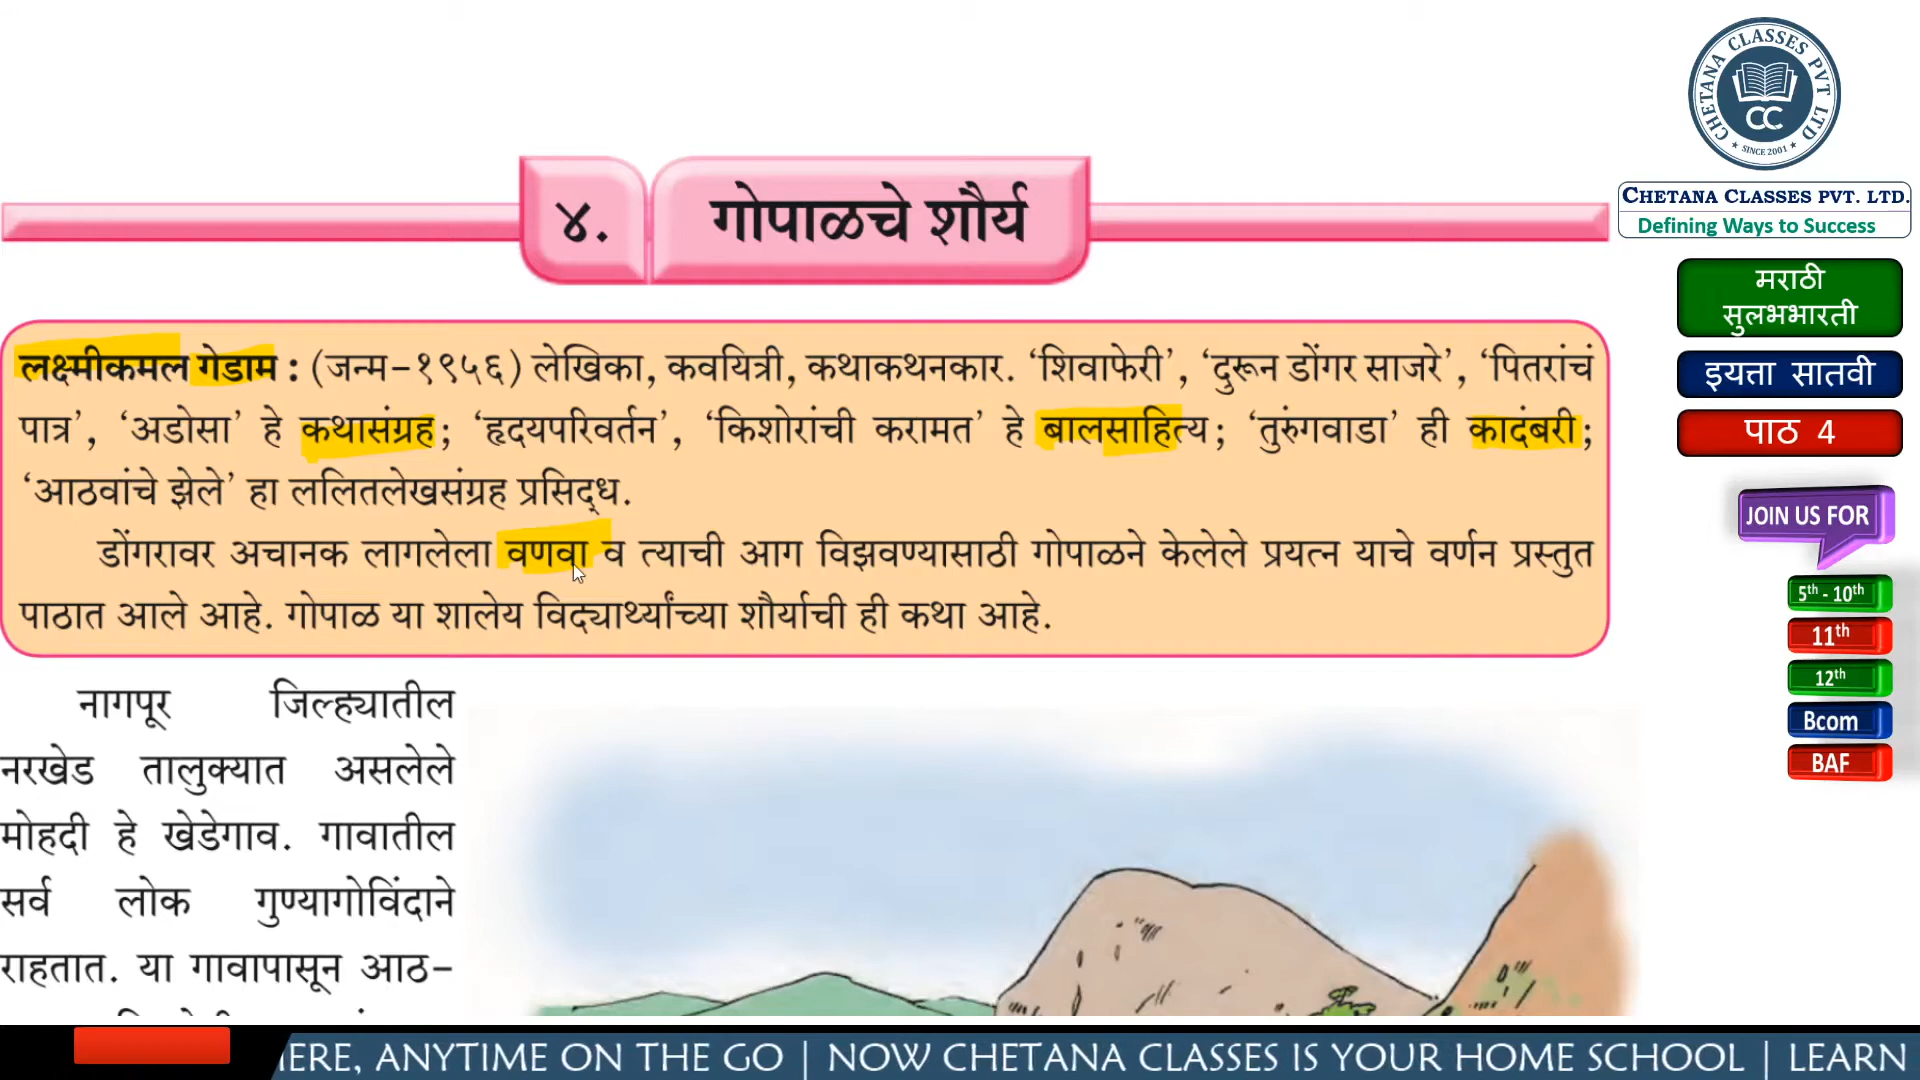 CHETANA CLASSES PVT LTD
CC
SINCE 2001
CHETANA CLASSES PVT. LTD.
Defining Ways to Success
४. गोपाळचे शौर्य
मराठी
सुलभभारती
इयत्ता सातवी
पाठ 4
लक्ष्मीकमल गेडाम : (जन्म-१९५६) लेखिका, कवयित्री, कथाकथनकार. ‘शिवाफेरी’, ‘दुरून डोंगर साजरे’, ‘पितरांचं
पात्र’, ‘अडोसा’ हे कथासंग्रह; ‘हृदयपरिवर्तन’, ‘किशोरांची करामत’ हे बालसाहित्य; ‘तुरुंगवाडा’ ही कादंबरी;
‘आठवांचे झेले’ हा ललितलेखसंग्रह प्रसिद्ध.
डोंगरावर अचानक लागलेला वणवा व त्याची आग विझवण्यासाठी गोपाळने केलेले प्रयत्न याचे वर्णन प्रस्तुत
पाठात आले आहे. गोपाळ या शालेय विद्यार्थ्यांच्या शौर्याची ही कथा आहे.
JOIN US FOR
5th - 10th
11th
12th
Bcom
BAF
नागपूर जिल्ह्यातील
नरखेड तालुक्यात असलेले
मोहदी हे खेडेगाव. गावातील
सर्व लोक गुण्यागोविंदाने
राहतात. या गावापासून आठ-
ANYTIME ON THE GO | NOW CHETANA CLASSES IS YOUR HOME SCHOOL | LEARN